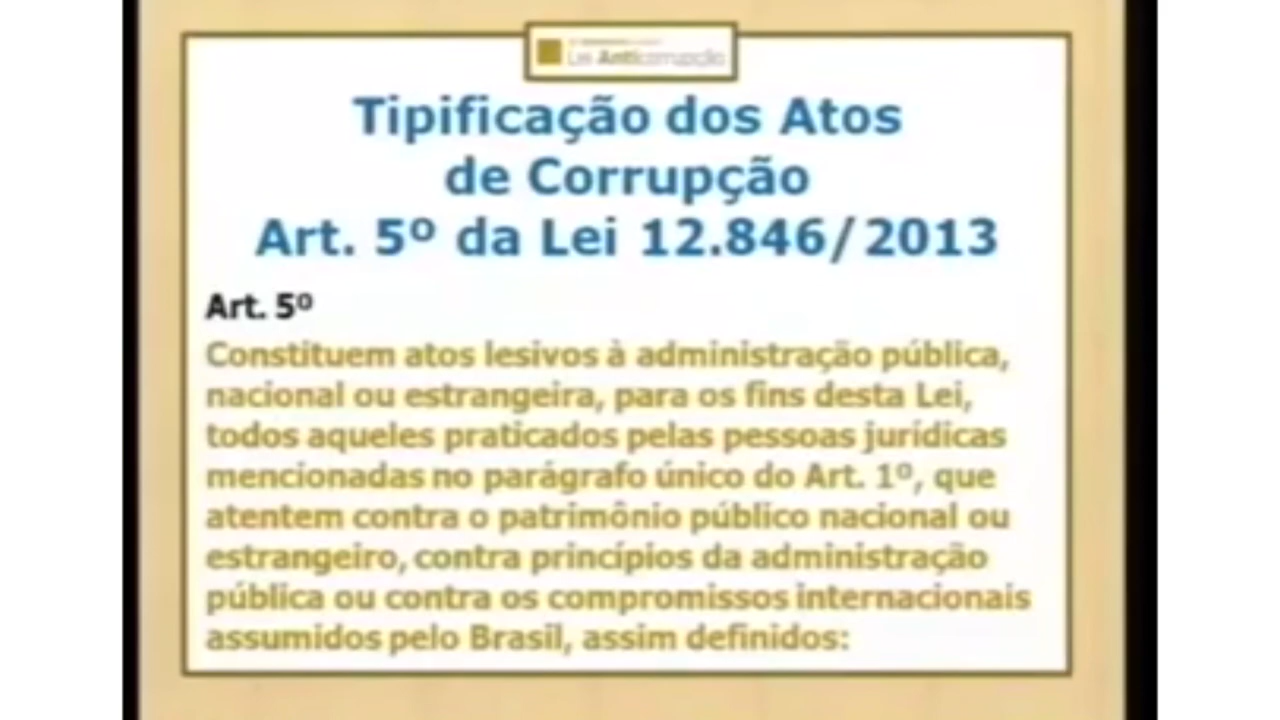 Lei Anticorrupção
Tipificação dos Atos
de Corrupção
Art. 5º da Lei 12.846/2013
Art. 5º
Constituem atos lesivos à administração pública,
nacional ou estrangeira, para os fins desta Lei,
todos aqueles praticados pelas pessoas jurídicas
mencionadas no parágrafo único do Art. 1º, que
atentem contra o patrimônio público nacional ou
estrangeiro, contra princípios da administração
pública ou contra os compromissos internacionais
assumidos pelo Brasil, assim definidos: